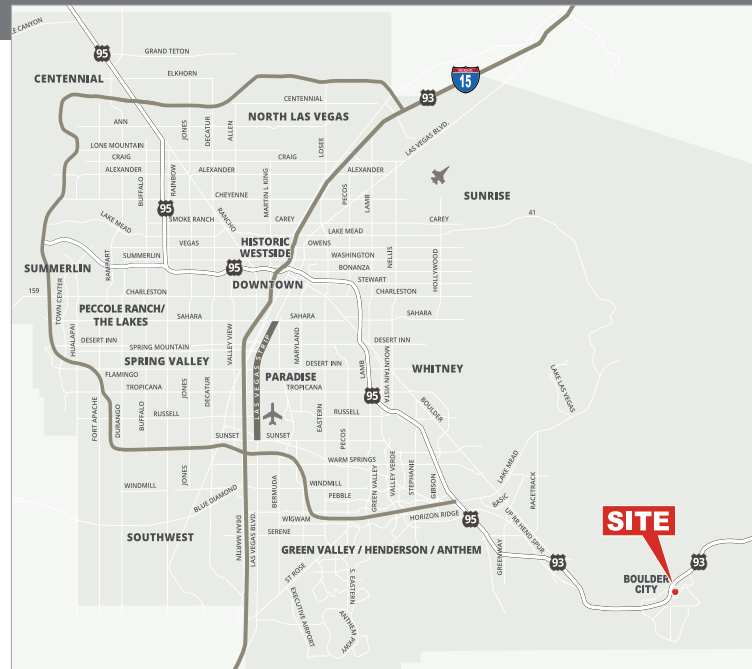 LE CANYON
95
GRAND TETON
ELKHORN
CENTENNIAL
INTERSTATE
15
93
CENTENNIAL
NORTH LAS VEGAS
ANN
JONES
DECATUR
ALLEN
LOSEE
LAS VEGAS BLVD.
LONE MOUNTAIN
CRAIG
CRAIG
ALEXANDER
ALEXANDER
ALEXANDER
BUFFALO
RAINBOW
CHEYENNE
MARTIN L KING
PECOS
LAMB
SUNRISE
95
SMOKE RANCH
RANCHO
CAREY
CAREY
41
LAKE MEAD
LAKE MEAD
VEGAS
HISTORIC
WESTSIDE
OWENS
WASHINGTON
BONANZA
NELLIS
HOLLYWOOD
RAMPART
SUMMERLIN
95
SUMMERLIN
DOWNTOWN
STEWART
CHARLESTON
CHARLESTON
159
TOWN CENTER
PECCOLE RANCH/
THE LAKES
SAHARA
SAHARA
SAHARA
HUALAPAI
DESERT INN
SPRING MOUNTAIN
VALLEY VIEW
LAS VEGAS STRIP
MARYLAND
DESERT INN
SPRING VALLEY
DESERT INN
LAMB
MOUNTAIN VISTA
WHITNEY
LAKE LAS VEGAS
FLAMINGO
TROPICANA
JONES
DECATUR
PARADISE
TROPICANA
95
FORT APACHE
DURANGO
BUFFALO
RUSSELL
EASTERN
RUSSELL
BOULDER
SUNSET
SUNSET
PECOS
WARM SPRINGS
LAKE MEAD
WINDMILL
JONES
BERMUDA
WINDMILL
PEBBLE
GREEN VALLEY
VALLEY VERDE
STEPHANIE
GIBSON
RACETRACK
BLUE DIAMOND
BASIC
UP RR HEND SPUR
SOUTHWEST
DEAN MARTIN
LAS VEGAS BLVD.
WIGWAM
SERENE
HORIZON RIDGE
95
SITE
GREEN VALLEY / HENDERSON / ANTHEM
GREENWAY
93
93
ST ROSE
S. EASTERN
BOULDER
CITY
EXECUTIVE AIRPORT
ANTHEM PKWY